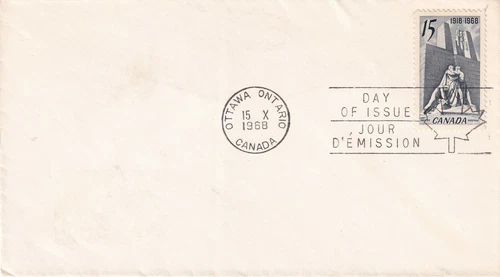 15 1918-1968
CANADA
OTTAWA ONTARIO
15 X
1968
CANADA
DAY
OF ISSUE
JOUR
D'ÉMISSION